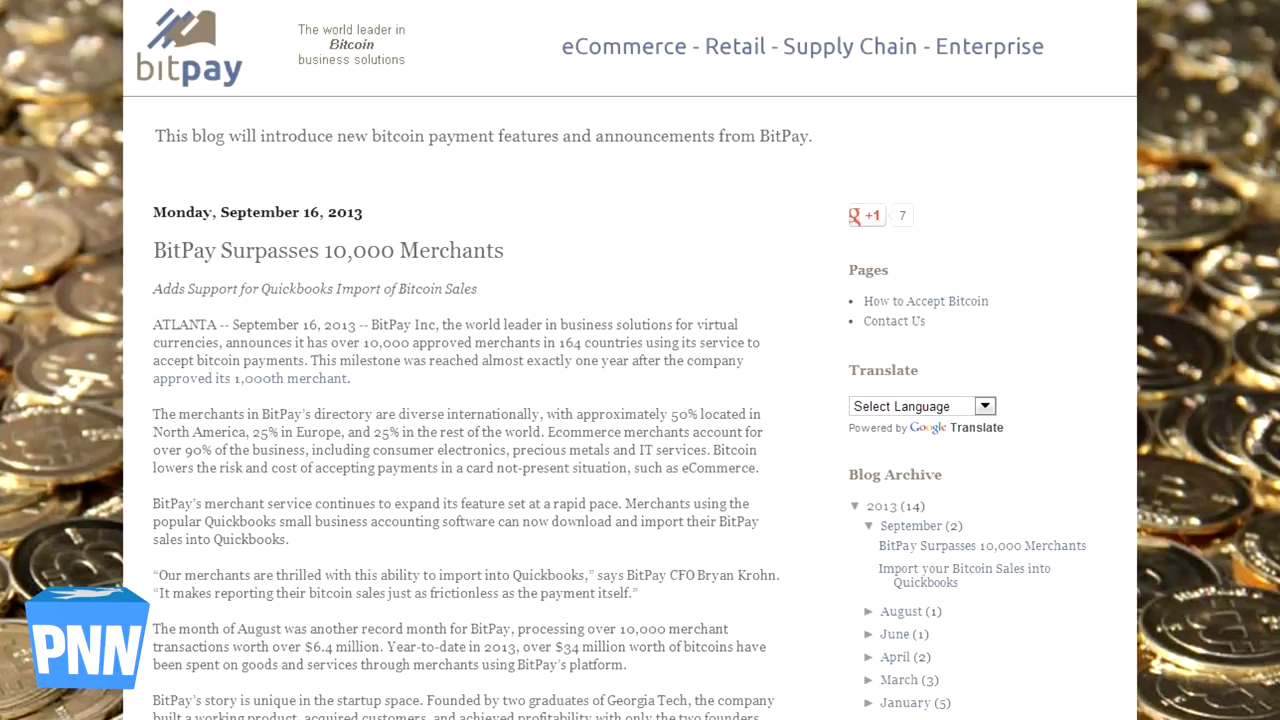 bitpay
The world leader in
Bitcoin
business solutions
eCommerce - Retail - Supply Chain - Enterprise
This blog will introduce new bitcoin payment features and announcements from BitPay.
Monday, September 16, 2013
BitPay Surpasses 10,000 Merchants
Adds Support for Quickbooks Import of Bitcoin Sales
ATLANTA -- September 16, 2013 -- BitPay Inc, the world leader in business solutions for virtual
currencies, announces it has over 10,000 approved merchants in 164 countries using its service to
accept bitcoin payments. This milestone was reached almost exactly one year after the company
approved its 1,000th merchant.
The merchants in BitPay's directory are diverse internationally, with approximately 50% located in
North America, 25% in Europe, and 25% in the rest of the world. Ecommerce merchants account for
over 90% of the business, including consumer electronics, precious metals and IT services. Bitcoin
lowers the risk and cost of accepting payments in a card not-present situation, such as eCommerce.
BitPay's merchant service continues to expand its feature set at a rapid pace. Merchants using the
popular Quickbooks small business accounting software can now download and import their BitPay
sales into Quickbooks.
“Our merchants are thrilled with this ability to import into Quickbooks,” says BitPay CFO Bryan Krohn.
“It makes reporting their bitcoin sales just as frictionless as the payment itself.”
The month of August was another record month for BitPay, processing over 10,000 merchant
transactions worth over $6.4 million. Year-to-date in 2013, over $34 million worth of bitcoins have
been spent on goods and services through merchants using BitPay's platform.
BitPay's story is unique in the startup space. Founded by two graduates of Georgia Tech, the company
built a working product, acquired customers, and achieved profitability with only the two founders
g +1 7
Pages
• How to Accept Bitcoin
• Contact Us
Translate
Select Language
Powered by Google Translate
Blog Archive
▼ 2013 (14)
▼ September (2)
BitPay Surpasses 10,000 Merchants
Import your Bitcoin Sales into
Quickbooks
► August (1)
► June (1)
► April (2)
► March (3)
► January (5)
PNN